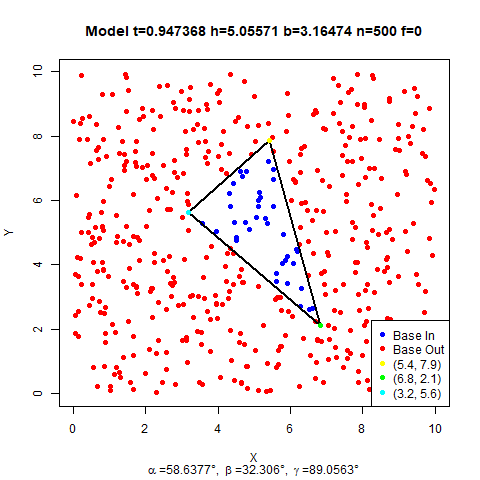 Model t=0.947368 h=5.05571 b=3.16474 n=500 f=0
Y
10
8
6
4
2
0
Base In
Base Out
(5.4, 7.9)
(6.8, 2.1)
(3.2, 5.6)
0 2 4 6 8 10
X
α =58.6377°, β =32.306°, γ =89.0563°